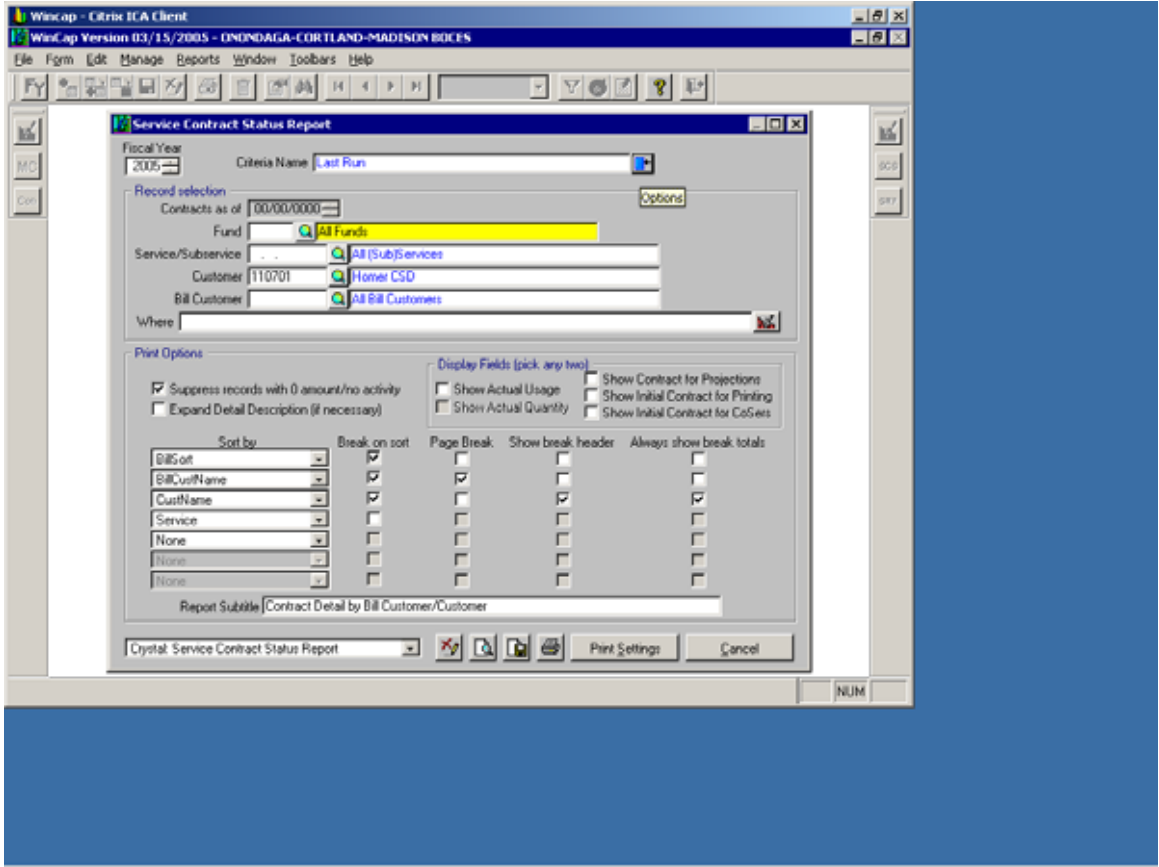 Wincap - Citrix ICA Client
WinCap Version 03/15/2005 - ONONDAGA-CORTLAND-MADISON BOCES
File Form Edit Manage Reports Window Toolbars Help
FY
Service Contract Status Report
Fiscal Year
2005
Criteria Name Last Run
MC
Con
Options
Record selection
Contracts as of 00/00/0000
Fund All Funds
Service/Subservice . . All (Sub)Services
Customer 110701 Homer CSD
Bill Customer All Bill Customers
Where
Print Options
Display Fields (pick any two)
Suppress records with 0 amount/no activity
Expand Detail Description (if necessary)
Show Actual Usage
Show Actual Quantity
Show Contract for Projections
Show Initial Contract for Printing
Show Initial Contract for CoSers
Sort by Break on sort Page Break Show break header Always show break totals
BillSort
BillCustName
CustName
Service
None
None
None
Report Subtitle Contract Detail by Bill Customer/Customer
Crystal: Service Contract Status Report Print Settings Cancel
NUM